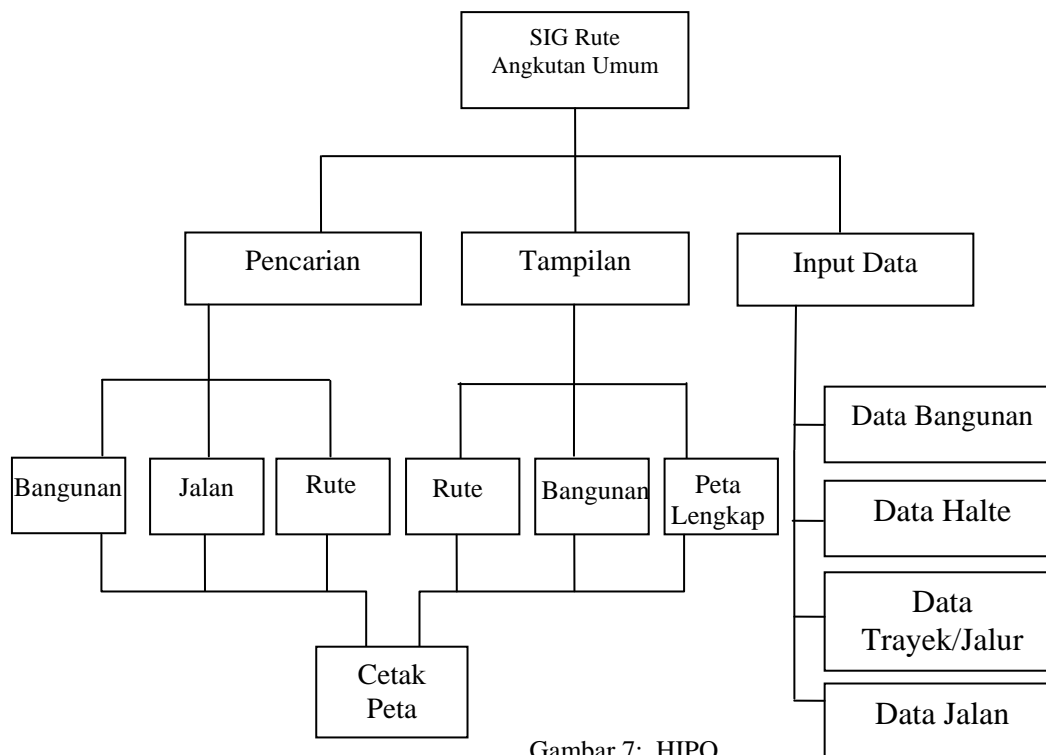 SIG Rute
Angkutan Umum
Pencarian
Tampilan
Input Data
Bangunan
Jalan
Rute
Rute
Bangunan
Peta
Lengkap
Data Bangunan
Data Halte
Data
Trayek/Jalur
Data Jalan
Cetak
Peta
Gambar 7: HIPO